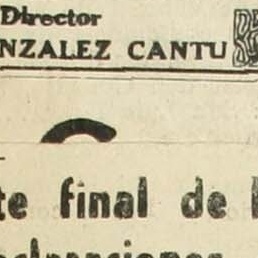 Director
NZALEZ CANTU
te final de